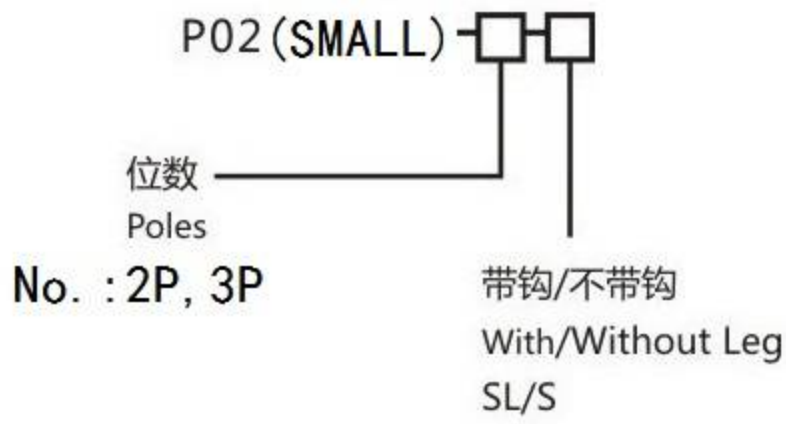 P02(SMALL)-□-□
位数
Poles
No.:2P,3P
带钩/不带钩
With/Without Leg
SL/S